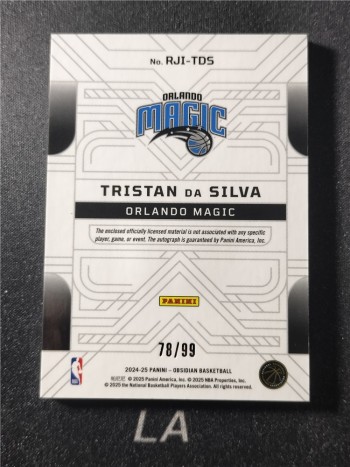 No. RJI-TDS
ORLANDO
MAGIC
TRISTAN DA SILVA
ORLANDO MAGIC
The enclosed officially licensed material is not associated with any specific
player, game, or event. The autograph is guaranteed by Panini America, Inc.
PANINI
78/99
2024-25 PANINI - OBSIDIAN BASKETBALL
© 2025 Panini America, Inc. © 2025 NBA Properties, Inc.
© 2025 the National Basketball Players Association. All rights reserved.
NBA
LA